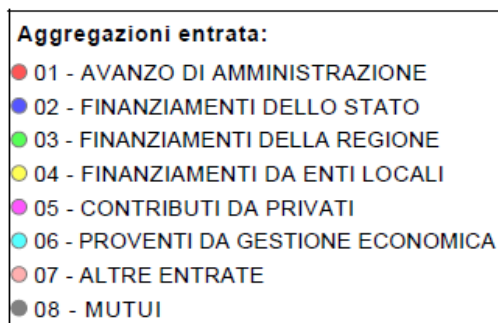 Aggregazioni entrata:
01 - AVANZO DI AMMINISTRAZIONE
02 - FINANZIAMENTI DELLO STATO
03 - FINANZIAMENTI DELLA REGIONE
04 - FINANZIAMENTI DA ENTI LOCALI
05 - CONTRIBUTI DA PRIVATI
06 - PROVENTI DA GESTIONE ECONOMICA
07 - ALTRE ENTRATE
08 - MUTUI